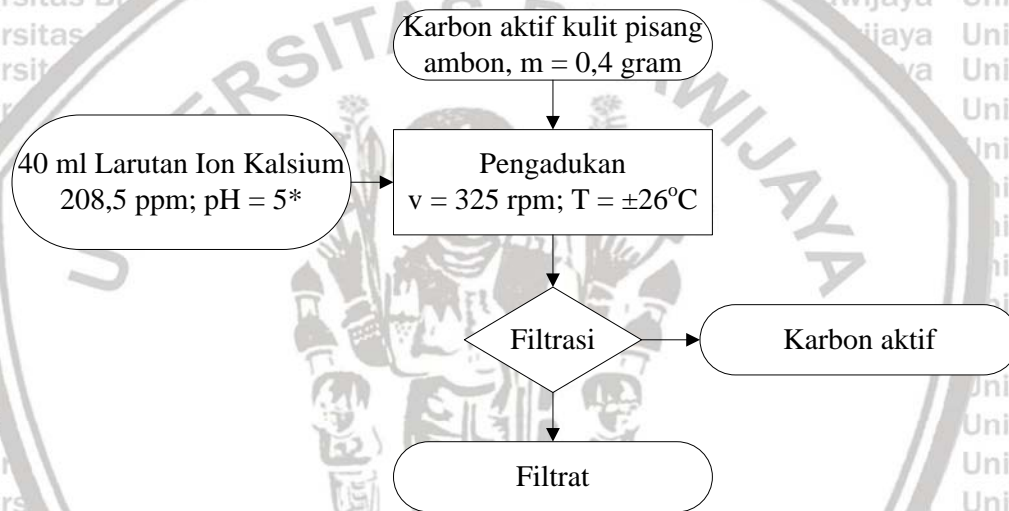 Karbon aktif kulit pisang
ambon, m = 0,4 gram
40 ml Larutan Ion Kalsium
208,5 ppm; pH = 5*
Pengadukan
v = 325 rpm; T = ±26°C
Filtrasi
Karbon aktif
Filtrat